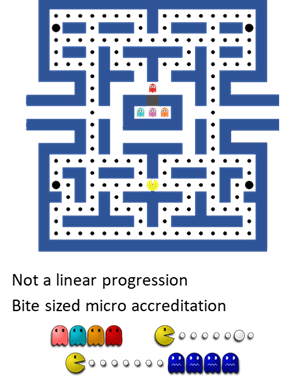 Not a linear progression
Bite sized micro accreditation